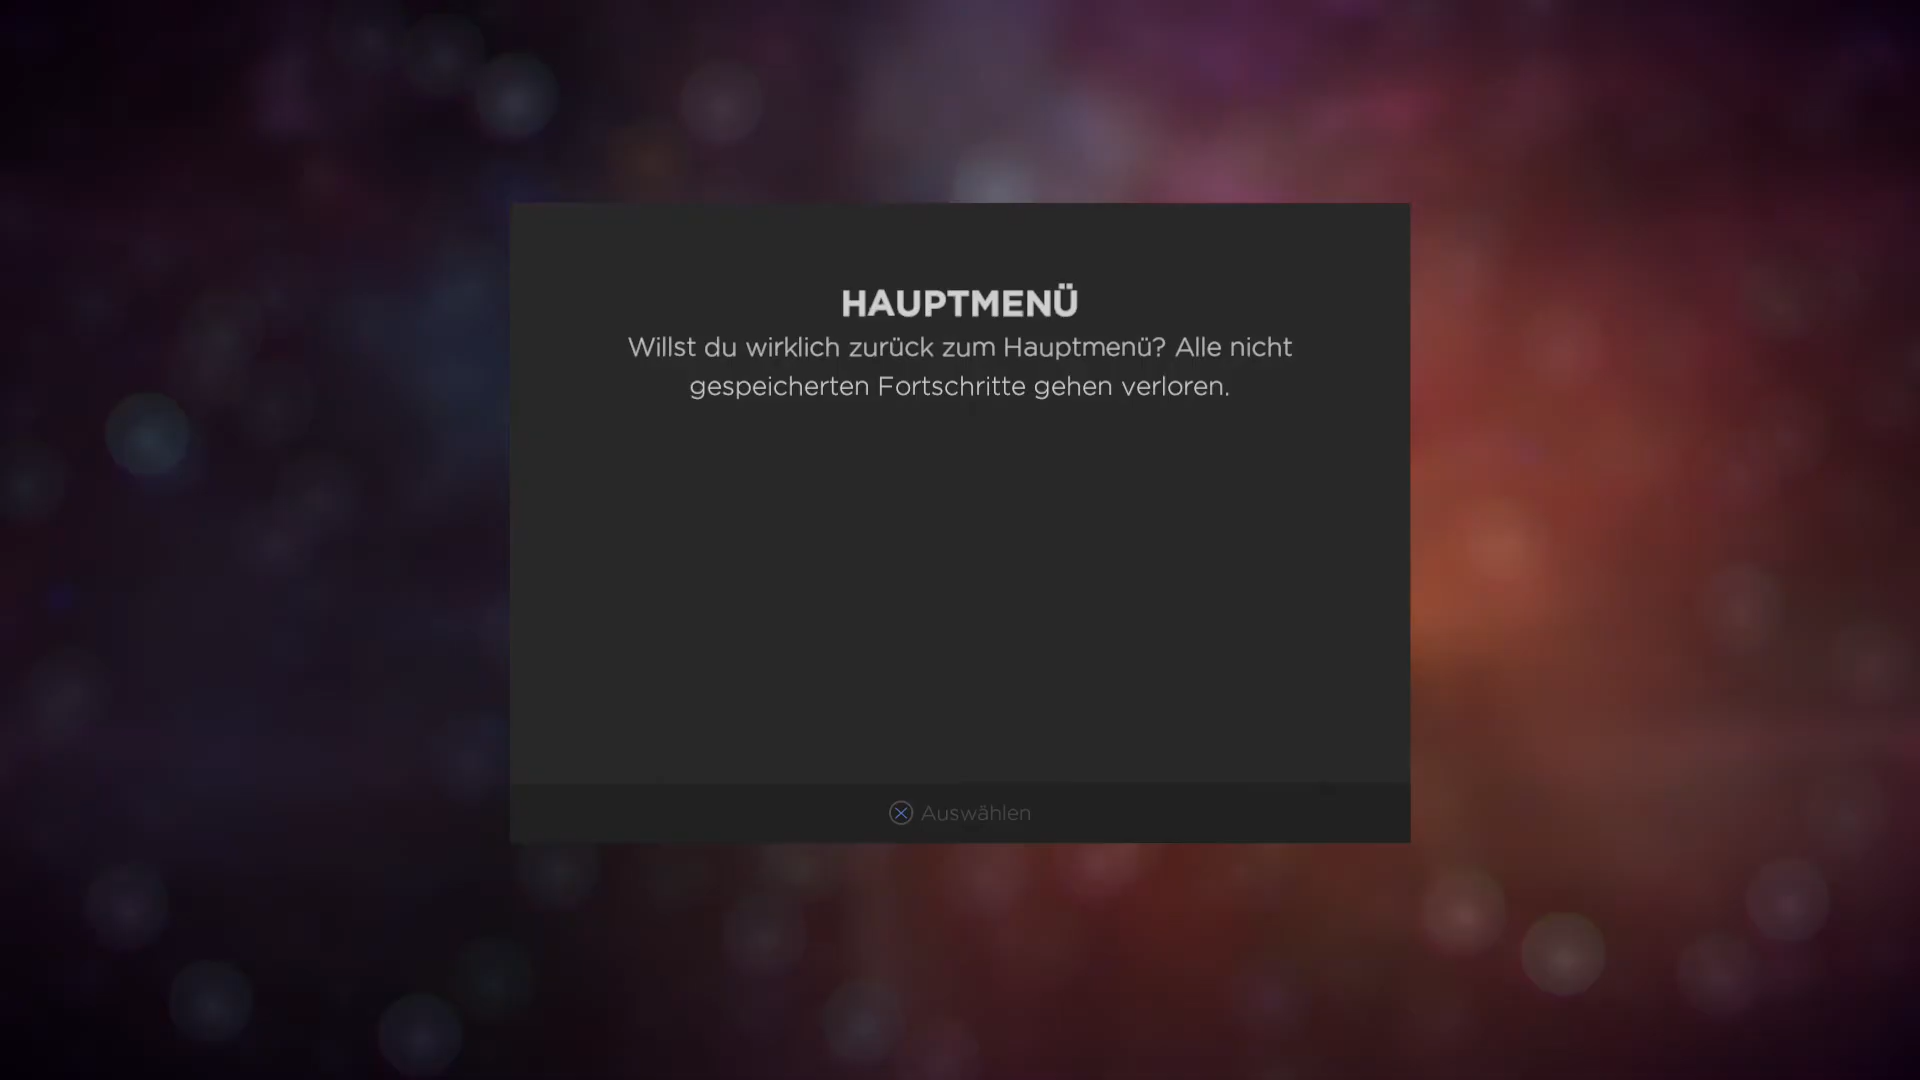 HAUPTMENÜ
Willst du wirklich zurück zum Hauptmenü? Alle nicht
gespeicherten Fortschritte gehen verloren.
Auswählen